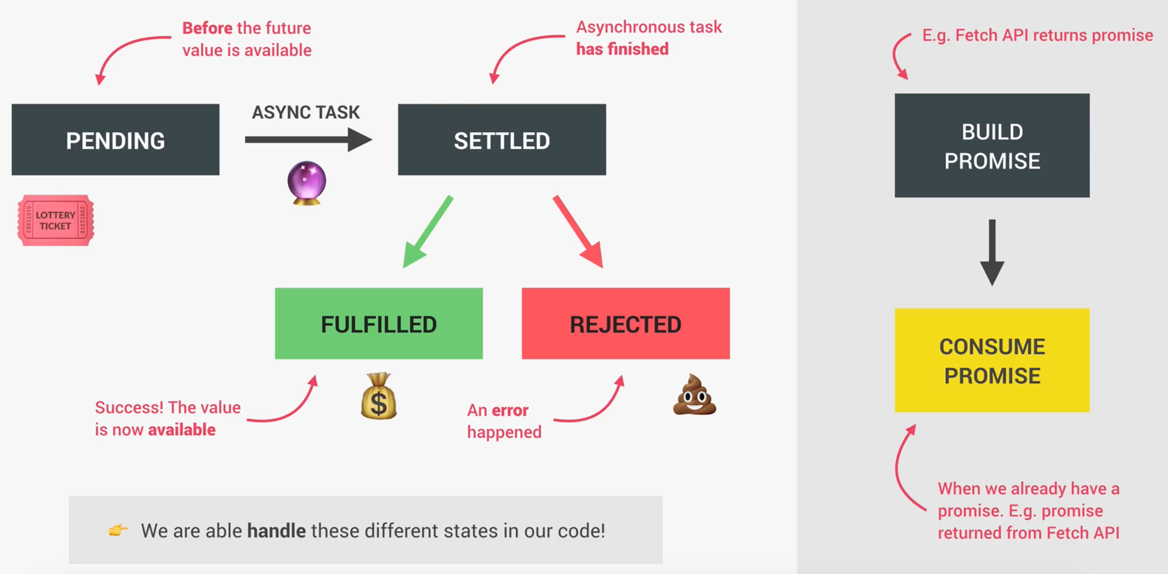 Before the future
value is available
Asynchronous task
has finished
E.g. Fetch API returns promise
PENDING
ASYNC TASK
SETTLED
BUILD
PROMISE
LOTTERY
TICKET
FULFILLED
REJECTED
CONSUME
PROMISE
$
Success! The value
is now available
An error
happened
When we already have a
promise. E.g. promise
returned from Fetch API
We are able handle these different states in our code!